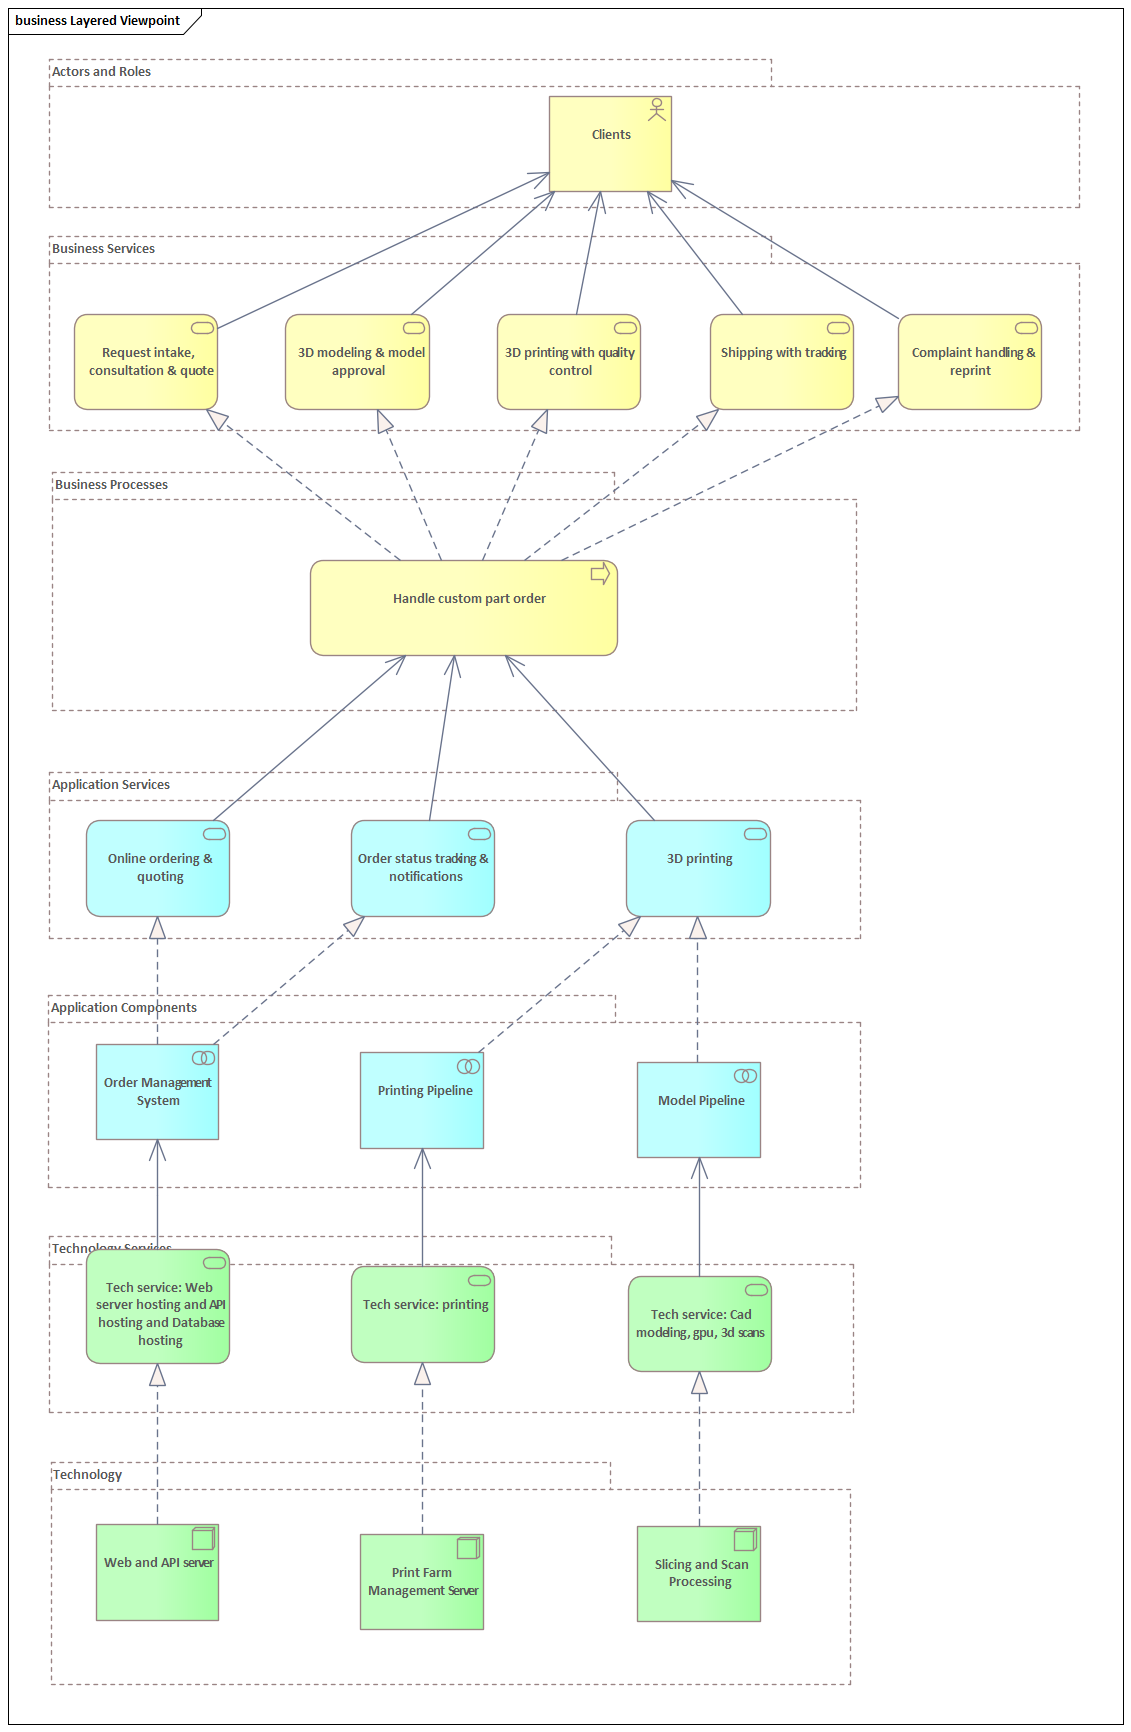 business Layered Viewpoint
Actors and Roles
Clients
Business Services
Request intake,
consultation & quote
3D modeling & model
approval
3D printing with quality
control
Shipping with tracking
Complaint handling &
reprint
Business Processes
Handle custom part order
Application Services
Online ordering &
quoting
Order status tracking &
notifications
3D printing
Application Components
Order Management
System
Printing Pipeline
Model Pipeline
Technology Services
Tech service: Web
server hosting and API
hosting and Database
hosting
Tech service: printing
Tech service: Cad
modeling, gpu, 3d scans
Technology
Web and API server
Print Farm
Management Server
Slicing and Scan
Processing